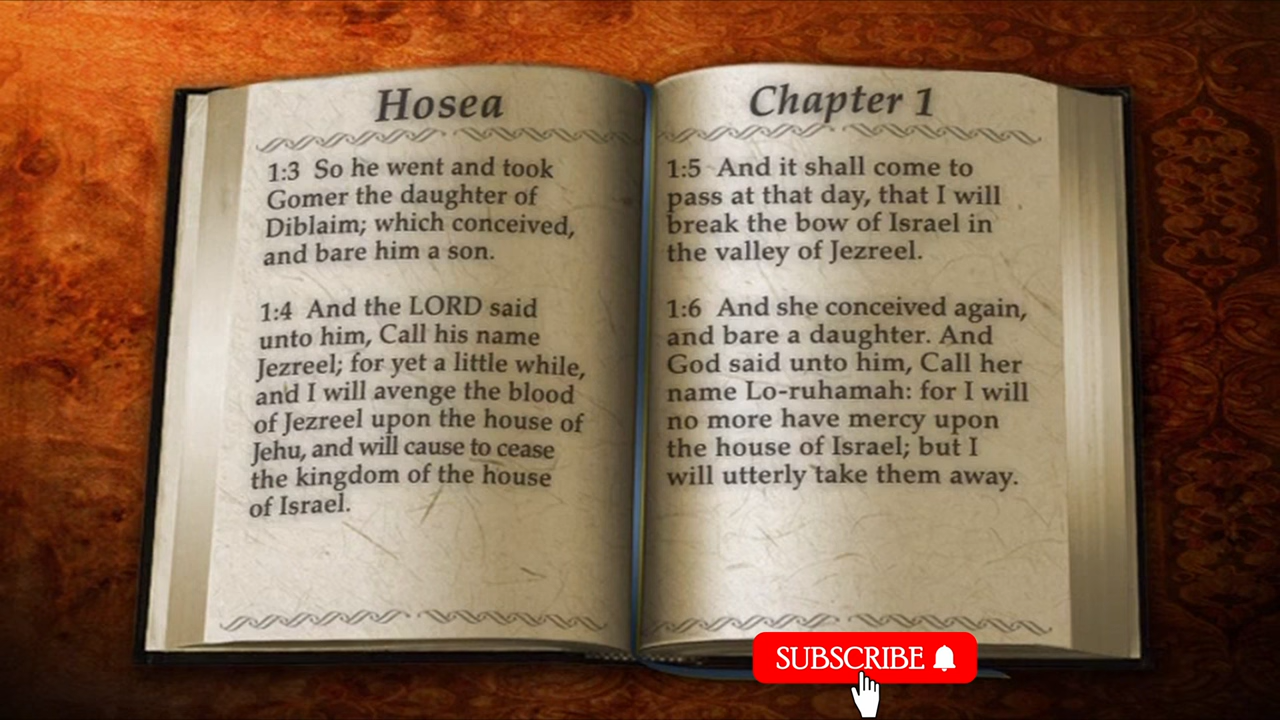 Hosea
1:3 So he went and took
Gomer the daughter of
Diblaim; which conceived,
and bare him a son.
1:4 And the LORD said
unto him, Call his name
Jezreel; for yet a little while,
and I will avenge the blood
of Jezreel upon the house of
Jehu, and will cause to cease
the kingdom of the house
of Israel.
Chapter 1
1:5 And it shall come to
pass at that day, that I will
break the bow of Israel in
the valley of Jezreel.
1:6 And she conceived again,
and bare a daughter. And
God said unto him, Call her
name Lo-ruhamah: for I will
no more have mercy upon
the house of Israel; but I
will utterly take them away.
SUBSCRIBE